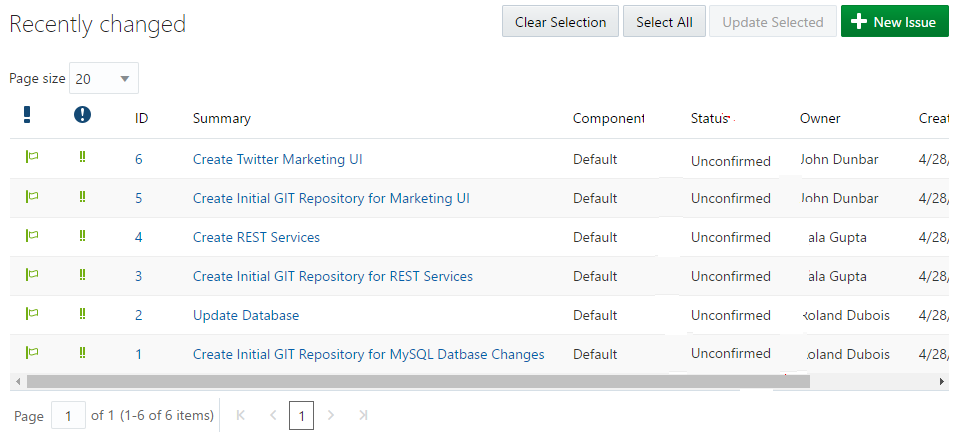 Recently changed
Clear Selection Select All Update Selected New Issue
Page size 20
ID Summary Component Status Owner Creat
6 Create Twitter Marketing UI Default Unconfirmed John Dunbar 4/28,
5 Create Initial GIT Repository for Marketing UI Default Unconfirmed John Dunbar 4/28,
4 Create REST Services Default Unconfirmed ala Gupta 4/28,
3 Create Initial GIT Repository for REST Services Default Unconfirmed ala Gupta 4/28,
2 Update Database Default Unconfirmed oland Dubois 4/28,
1 Create Initial GIT Repository for MySQL Datbase Changes Default Unconfirmed oland Dubois 4/28,
Page 1 of 1 (1-6 of 6 items) 1